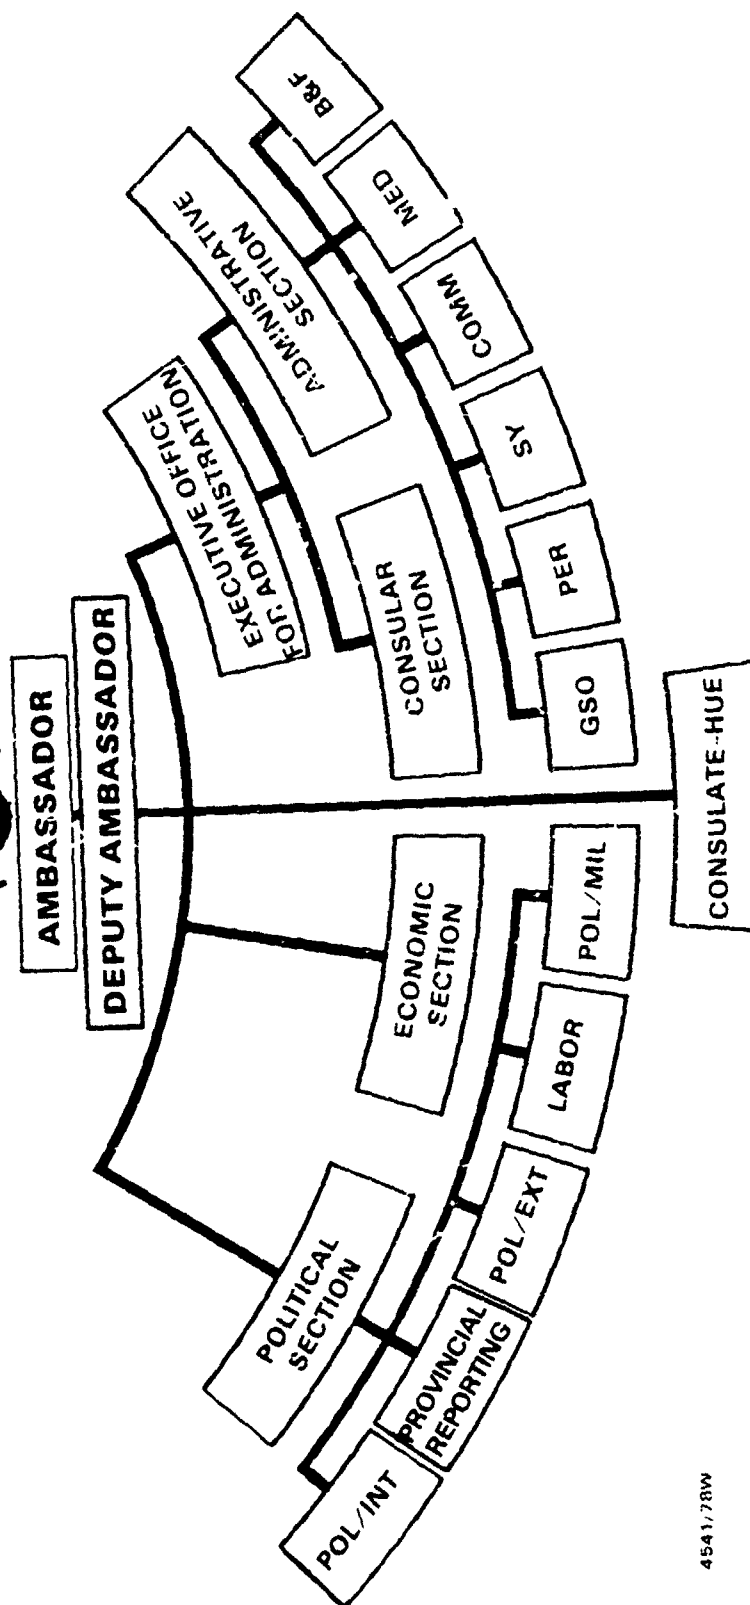 AMBASSADOR
DEPUTY AMBASSADOR
POLITICAL
SECTION
ECONOMIC
SECTION
EXECUTIVE OFFICE
FOR ADMINISTRATION
CONSULAR
SECTION
ADMINISTRATIVE
SECTION
POL/INT
PROVINCIAL
REPORTING
POL/EXT
LABOR
POL/MIL
GSO
PER
SY
COMM
MED
B&F
CONSULATE-HUE
4541/78W